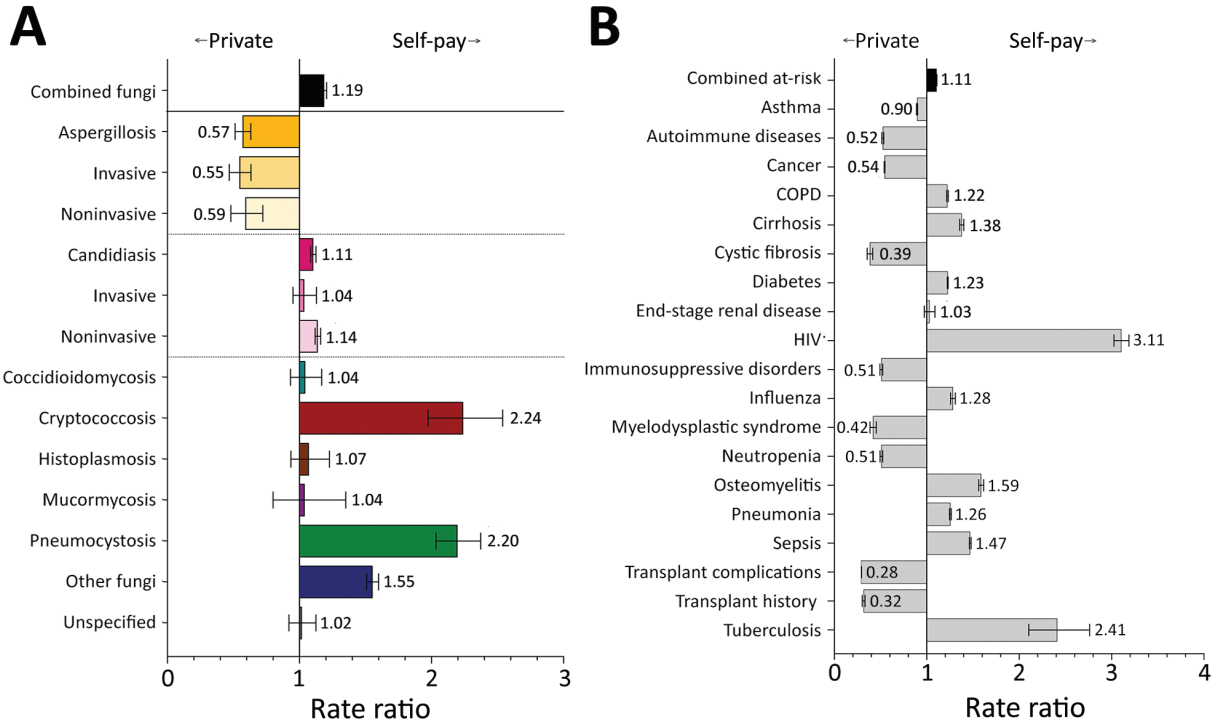 A
←Private Self-pay→
Combined fungi 1.19
Aspergillosis 0.57
Invasive 0.55
Noninvasive 0.59
Candidiasis 1.11
Invasive 1.04
Noninvasive 1.14
Coccidioidomycosis 1.04
Cryptococcosis 2.24
Histoplasmosis 1.07
Mucormycosis 1.04
Pneumocystosis 2.20
Other fungi 1.55
Unspecified 1.02
0 1 2 3
Rate ratio
B
←Private Self-pay→
Combined at-risk 1.11
Asthma 0.90
Autoimmune diseases 0.52
Cancer 0.54
COPD 1.22
Cirrhosis 1.38
Cystic fibrosis 0.39
Diabetes 1.23
End-stage renal disease 1.03
HIV 3.11
Immunosuppressive disorders 0.51
Influenza 1.28
Myelodysplastic syndrome 0.42
Neutropenia 0.51
Osteomyelitis 1.59
Pneumonia 1.26
Sepsis 1.47
Transplant complications 0.28
Transplant history 0.32
Tuberculosis 2.41
0 1 2 3 4
Rate ratio